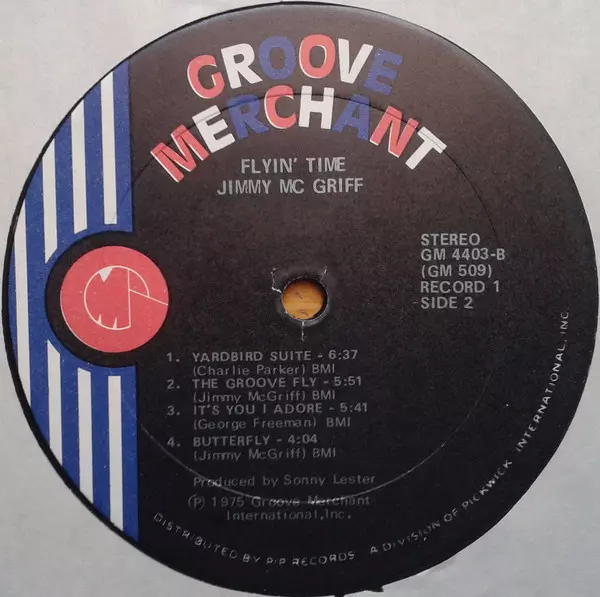 GROOVE
MERCHANT
FLYIN' TIME
JIMMY MC GRIFF
STEREO
GM 4403-B
(GM 509)
RECORD 1
SIDE 2
1. YARDBIRD SUITE - 6:37
(Charlie Parker) BMI
2. THE GROOVE FLY - 5:51
(Jimmy McGriff) BMI
3. IT'S YOU I ADORE - 5:41
(George Freeman) BMI
4. BUTTERFLY - 4:04
(Jimmy McGriff) BMI
Produced by Sonny Lester
℗ 1975 Groove Merchant
International, Inc.
DISTRIBUTED BY PIP RECORDS A DIVISION OF PICKWICK INTERNATIONAL, INC.